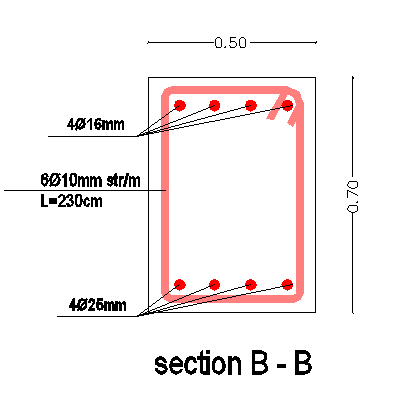 0.50
4Ø16mm
6Ø10mm str/m
L=230cm
0.70
4Ø25mm
section B - B